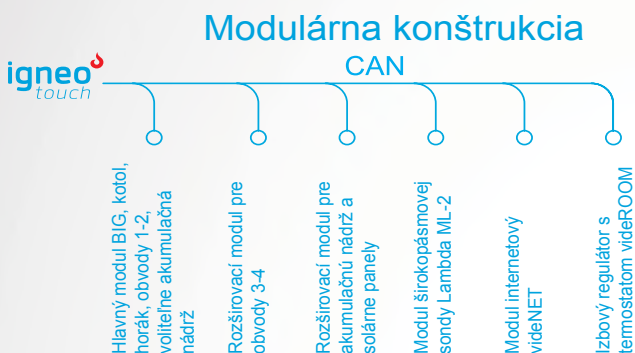 Modulárna konštrukcia
CAN
igneo
touch
Hlavný modul BIG, kotol,
horák, obvody 1-2,
voliteľne akumulačná
nádrž
Rozširovací modul pre
obvody 3-4
Rozširovací modul pre
akumulačnú nádrž a
solárne panely
Modul širokopásmovej
sondy Lambda ML-2
Modul internetový
videNET
Izbový regulátor s
termostatom videROOM